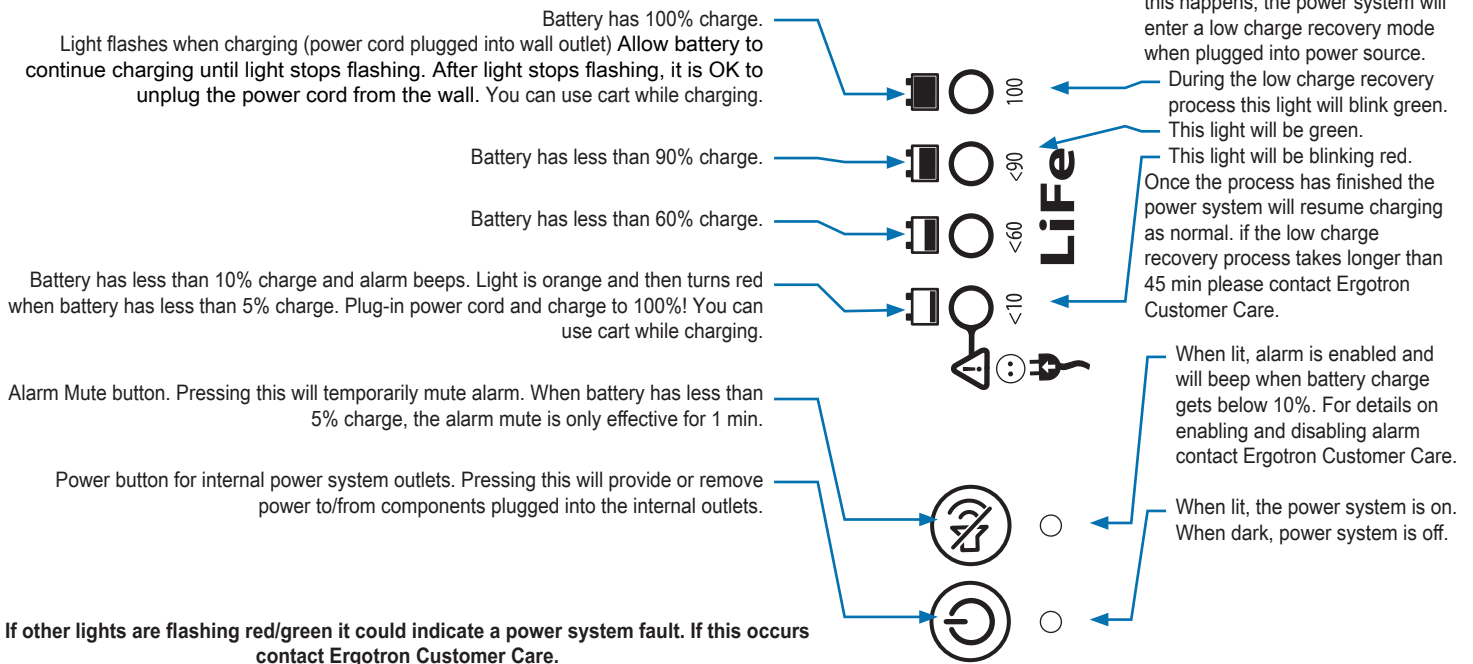 Battery has 100% charge.
Light flashes when charging (power cord plugged into wall outlet) Allow battery to
continue charging until light stops flashing. After light stops flashing, it is OK to
unplug the power cord from the wall. You can use cart while charging.
Battery has less than 90% charge.
Battery has less than 60% charge.
Battery has less than 10% charge and alarm beeps. Light is orange and then turns red
when battery has less than 5% charge. Plug-in power cord and charge to 100%! You can
use cart while charging.
Alarm Mute button. Pressing this will temporarily mute alarm. When battery has less than
5% charge, the alarm mute is only effective for 1 min.
Power button for internal power system outlets. Pressing this will provide or remove
power to/from components plugged into the internal outlets.
If other lights are flashing red/green it could indicate a power system fault. If this occurs
contact Ergotron Customer Care.
100
<90
<60
<10
LiFe
this happens, the power system will
enter a low charge recovery mode
when plugged into power source.
During the low charge recovery
process this light will blink green.
This light will be green.
This light will be blinking red.
Once the process has finished the
power system will resume charging
as normal. if the low charge
recovery process takes longer than
45 min please contact Ergotron
Customer Care.
When lit, alarm is enabled and
will beep when battery charge
gets below 10%. For details on
enabling and disabling alarm
contact Ergotron Customer Care.
When lit, the power system is on.
When dark, power system is off.